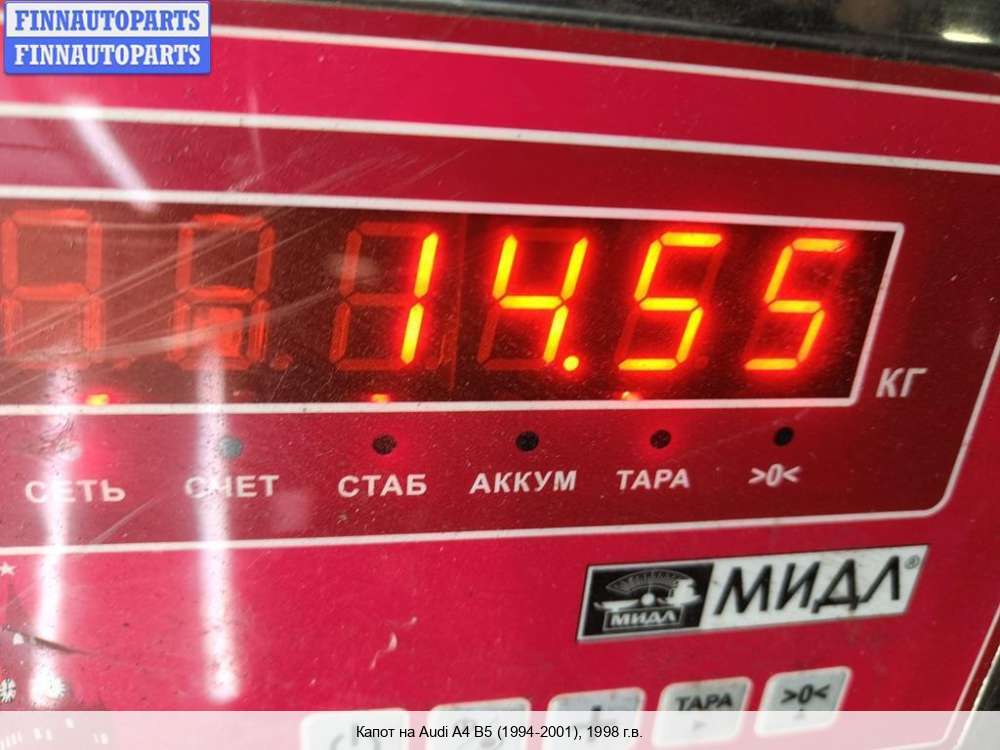 FINNAUTOPARTS
FINNAUTOPARTS
14.55
КГ
СЕТЬ СЧЕТ СТАБ АККУМ ТАРА >0<
МИДЛ МИДЛ®
ТАРА >0<
Капот на Audi A4 B5 (1994-2001), 1998 г.в.